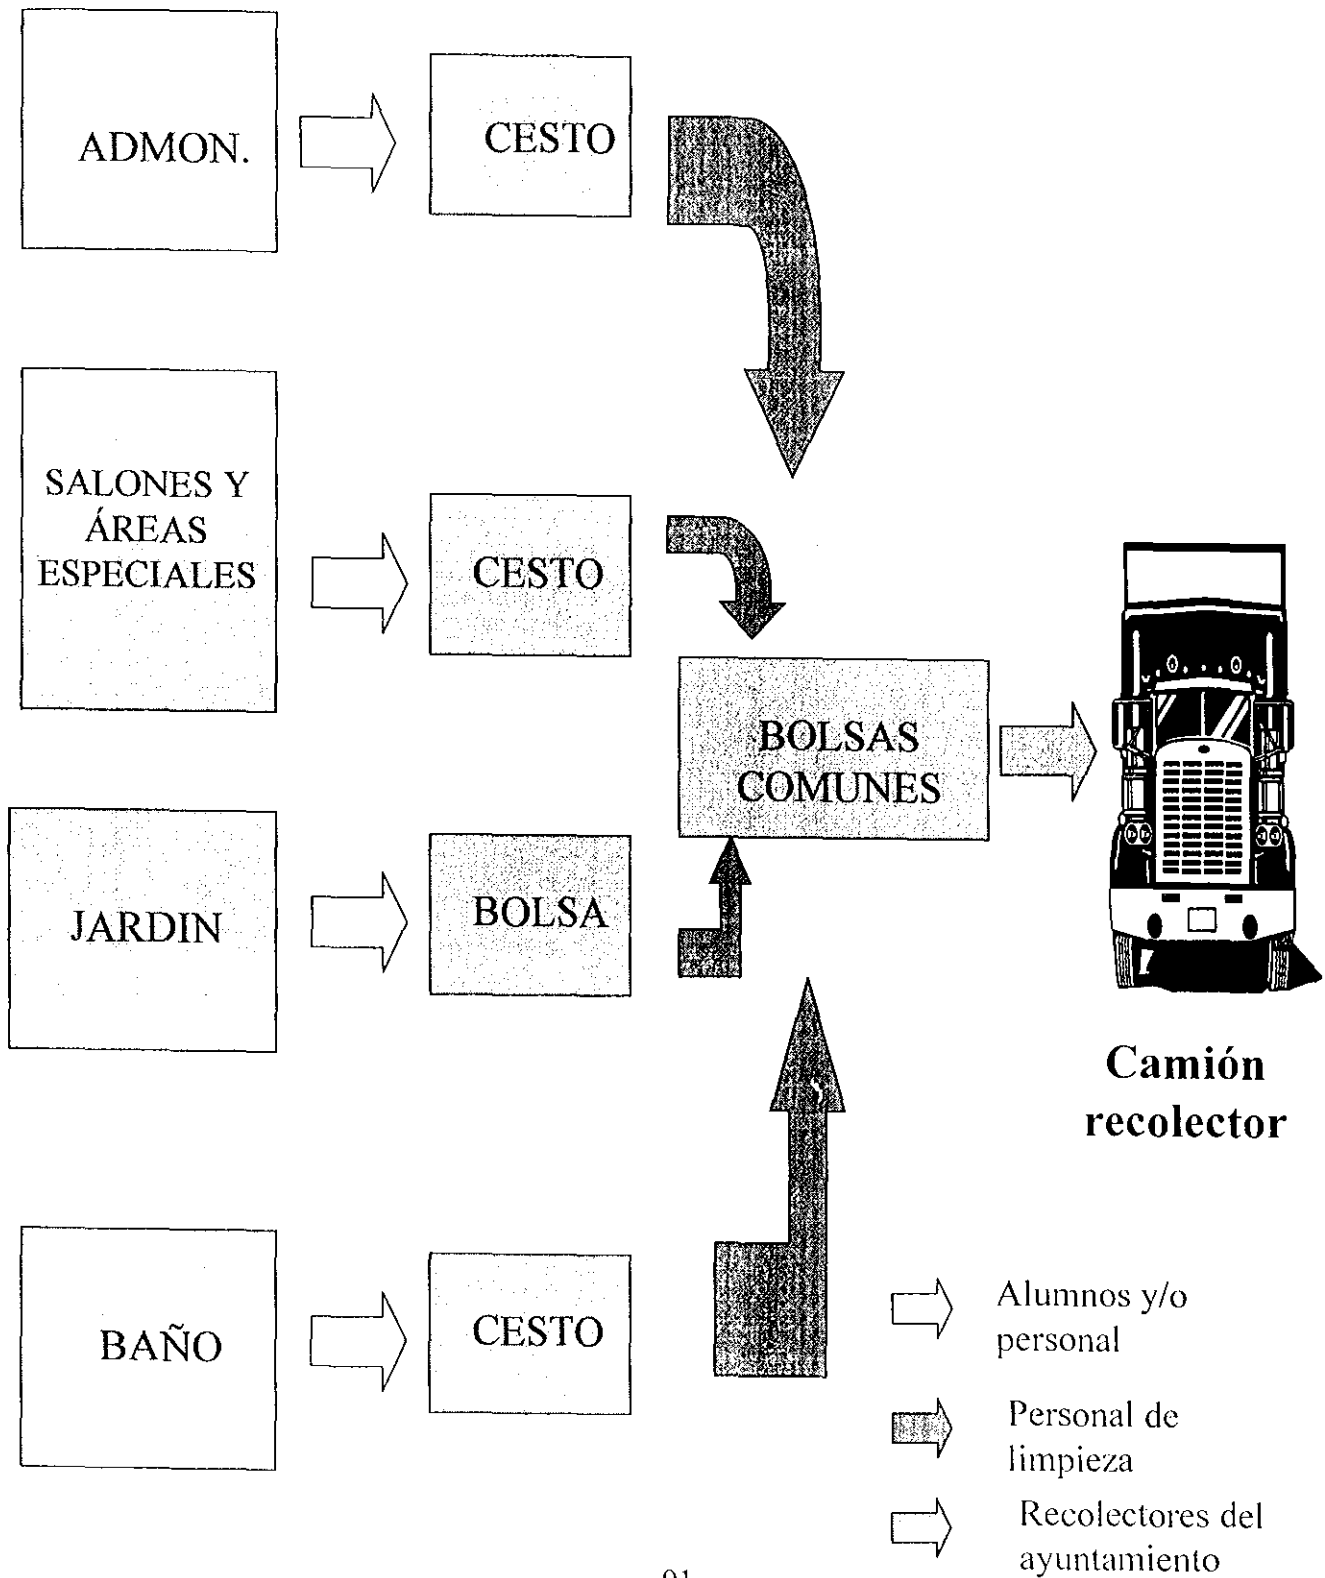 ADMON.
CESTO
SALONES Y
ÁREAS
ESPECIALES
CESTO
BOLSAS
COMUNES
JARDIN
BOLSA
Camión
recolector
BAÑO
CESTO
Alumnos y/o
personal
Personal de
limpieza
Recolectores del
ayuntamiento